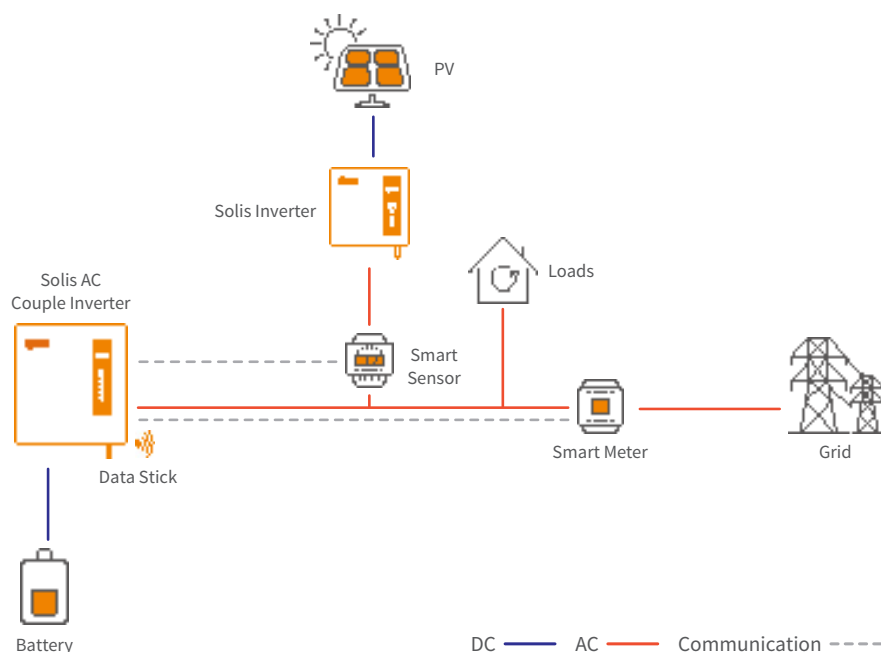 PV
Solis Inverter
Loads
Solis AC
Couple Inverter
Smart
Sensor
Smart Meter
Grid
Data Stick
Battery
DC AC Communication